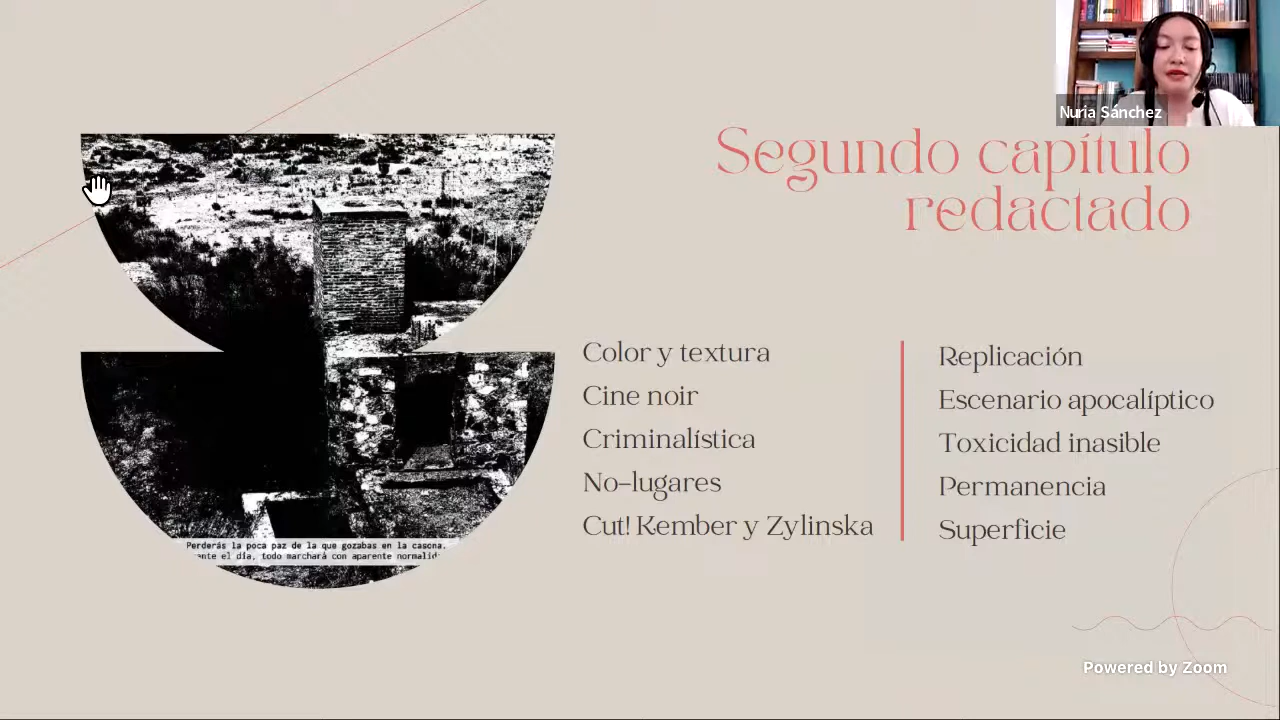 Nuria Sánchez
Segundo capítulo
redactado
Color y textura
Cine noir
Criminalística
No-lugares
Cut! Kember y Zylinska
Replicación
Escenario apocalíptico
Toxicidad inasible
Permanencia
Superficie
Perderás la poca paz de la que gozabas en la casona.
el día, todo marchará con aparente
Powered by Zoom